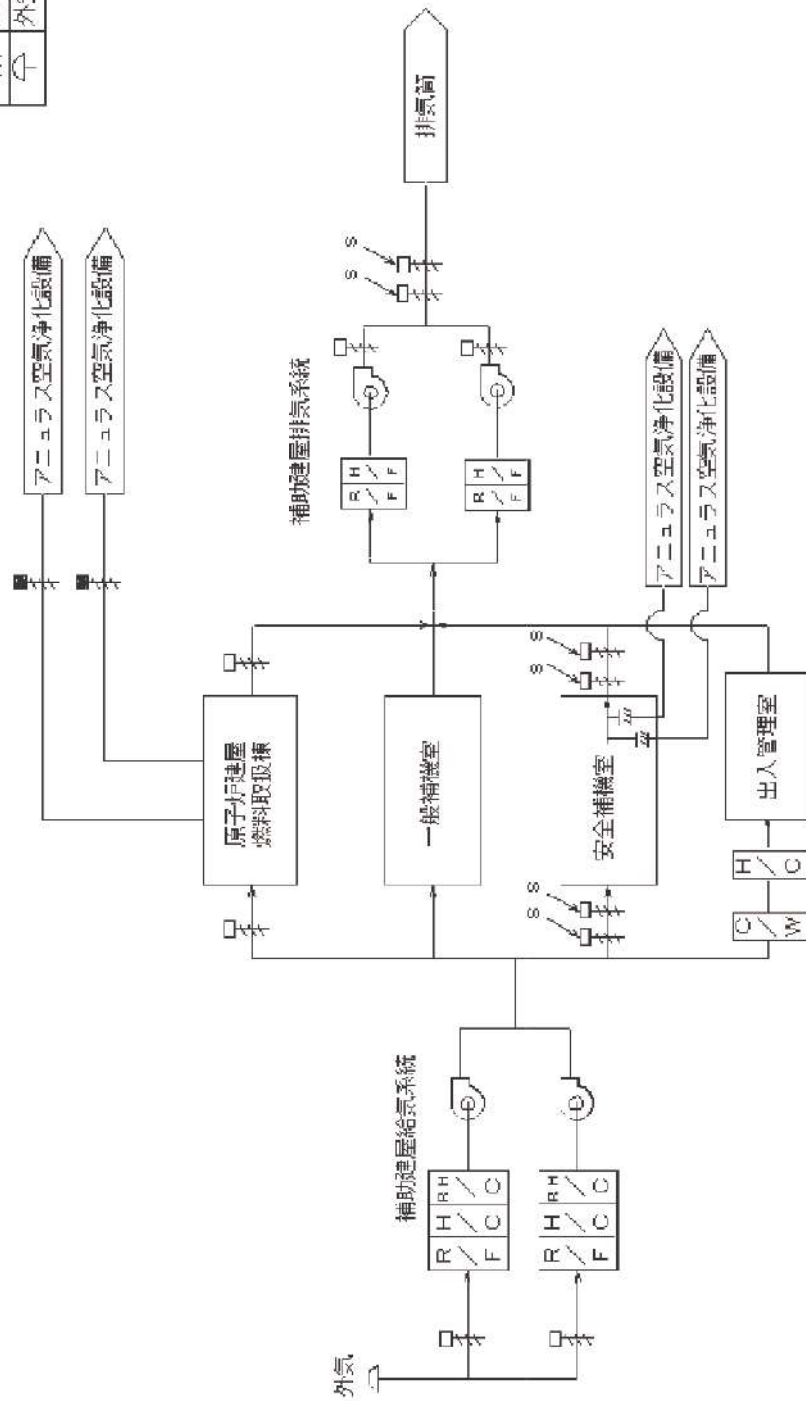 外気
補助建屋給気系統
R/F
H/C
RH/C
R/F
H/C
RH/C
原子炉建屋
燃料取扱棟
一般補機室
S
S
安全補機室
S
S
C/W
H/C
出入管理室
アニュラス空気浄化設備
アニュラス空気浄化設備
補助建屋排気系統
R/F
H/F
R/F
H/F
S
S
排気筒
アニュラス空気浄化設備
アニュラス空気浄化設備